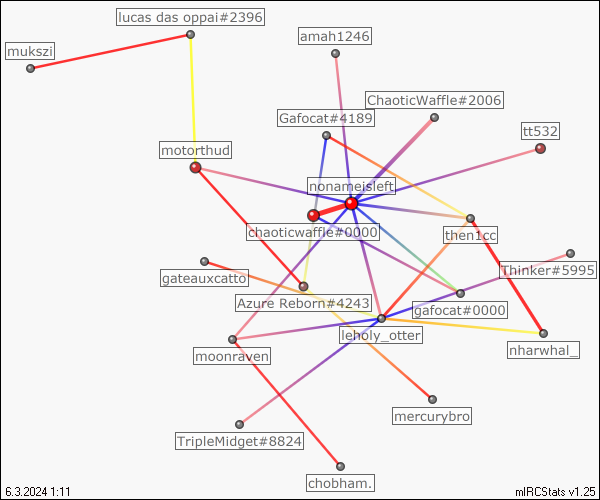 lucas das oppai#2396
amah1246
mukszi
ChaoticWaffle#2006
Gafocat#4189
tt532
motorthud
nonameisleft
chaoticwaffle#0000
then1cc
gateauxcatto
Thinker#5995
Azure Reborn#4243
gafocat#0000
leholy_otter
nharwhal_
moonraven
mercurybro
TripleMidget#8824
chobham.
6.3.2024 1:11
mIRCStats v1.25